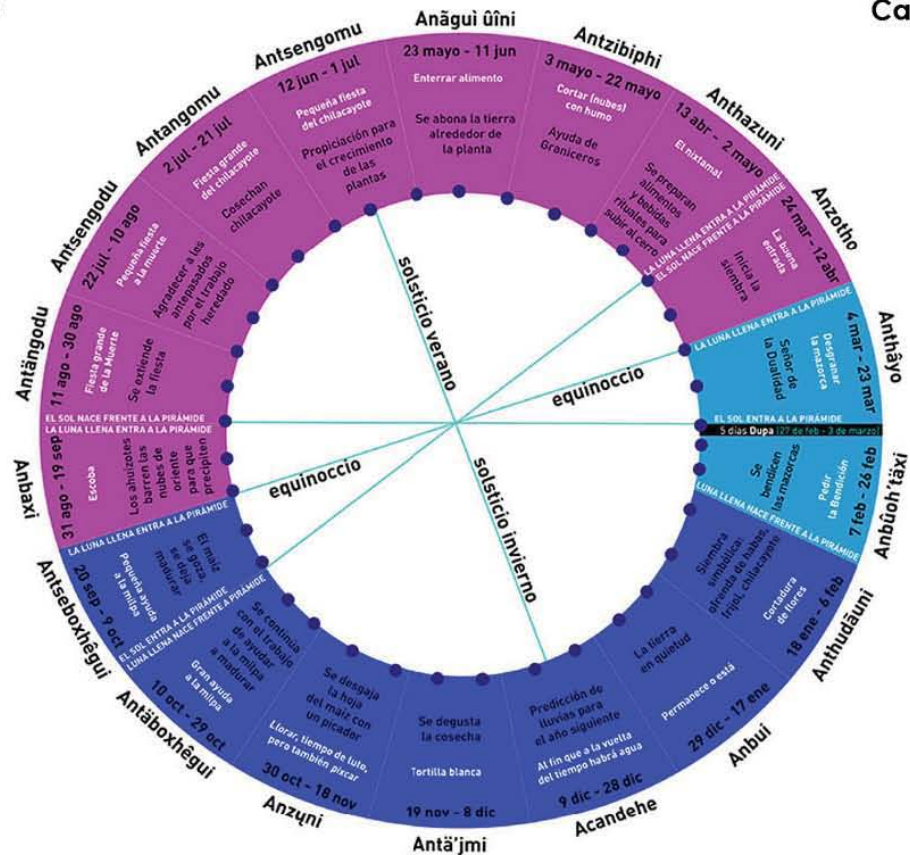 Ca
Anãguì ûîni
23 mayo - 11 jun
Enterrar alimento
Se abona la tierra
alrededor de
la planta
Antzibiphi
3 mayo - 22 mayo
Cortar (nubes)
con humo
Ayuda de
Graniceros
Anthazuni
13 abr - 2 mayo
El nixtamal
Se preparan
alimentos
y bebidas
rituales para
subir al cerro
LA LUNA LLENA ENTRA A LA PIRÁMIDE
EL SOL NACE FRENTE A LA PIRÁMIDE
Anzotho
24 mar - 12 abr
La buena
entrada
Inicia la
siembra
LA LUNA LLENA ENTRA A LA PIRÁMIDE
Anthâyo
4 mar - 23 mar
Desgranar
la mazorca
Señor de
la Dualidad
EL SOL ENTRA A LA PIRÁMIDE
5 días Dupa (27 de feb - 3 de marzo)
Anbûoh'täxi
7 feb - 26 feb
Pedir
la Bendición
Se
bendicen
las mazorcas
LUNA LLENA NACE FRENTE A LA PIRÁMIDE
Anthudäuni
18 ene - 6 feb
Cortadura
de flores
Siembra
simbólica:
ofrenda de habas,
frijol, chilacayote
Anbui
29 dic - 17 ene
Permanece o está
La tierra
en quietud
Acandehe
9 dic - 28 dic
Al fin que a la vuelta
del tiempo habrá agua
Predicción de
lluvias para
el año siguiente
Antä'jmi
19 nov - 8 dic
Tortilla blanca
Se degusta
la cosecha
Anzųni
30 oct - 18 nov
Llorar, tiempo de luto,
pero también pixcar
Se desgaja
la hoja
del maíz con
un picador
Antäboxhêgui
10 oct - 29 oct
Gran ayuda
a la milpa
Se continúa
con el trabajo
de ayudar
a la milpa
a madurar
EL SOL ENTRA A LA PIRÁMIDE
LUNA LLENA NACE FRENTE A PIRÁMIDE
Antseboxhêgui
20 sep - 9 oct
Pequeña ayuda
a la milpa
El maíz
se goza,
se deja
madurar
LA LUNA LLENA ENTRA A LA PIRÁMIDE
Anbaxi
31 ago - 19 sep
Escoba
Los ahuizotes
barren las
nubes de
oriente
para que
precipiten
EL SOL NACE FRENTE A LA PIRÁMIDE
LA LUNA LLENA ENTRA A LA PIRÁMIDE
Antängodu
11 ago - 30 ago
Fiesta grande
de la Muerte
Se extiende
la fiesta
Antsengodu
22 jul - 10 ago
Pequeña fiesta
a la muerte
Agradecer a los
antepasados
por el trabajo
heredado
Antangomu
2 jul - 21 jul
Fiesta grande
del chilacayote
Cosechan
chilacayote
Antsengomu
12 jun - 1 jul
Pequeña fiesta
del chilacayote
Propiciación para
el crecimiento
de las
plantas
solsticio verano
equinoccio
equinoccio
solsticio invierno